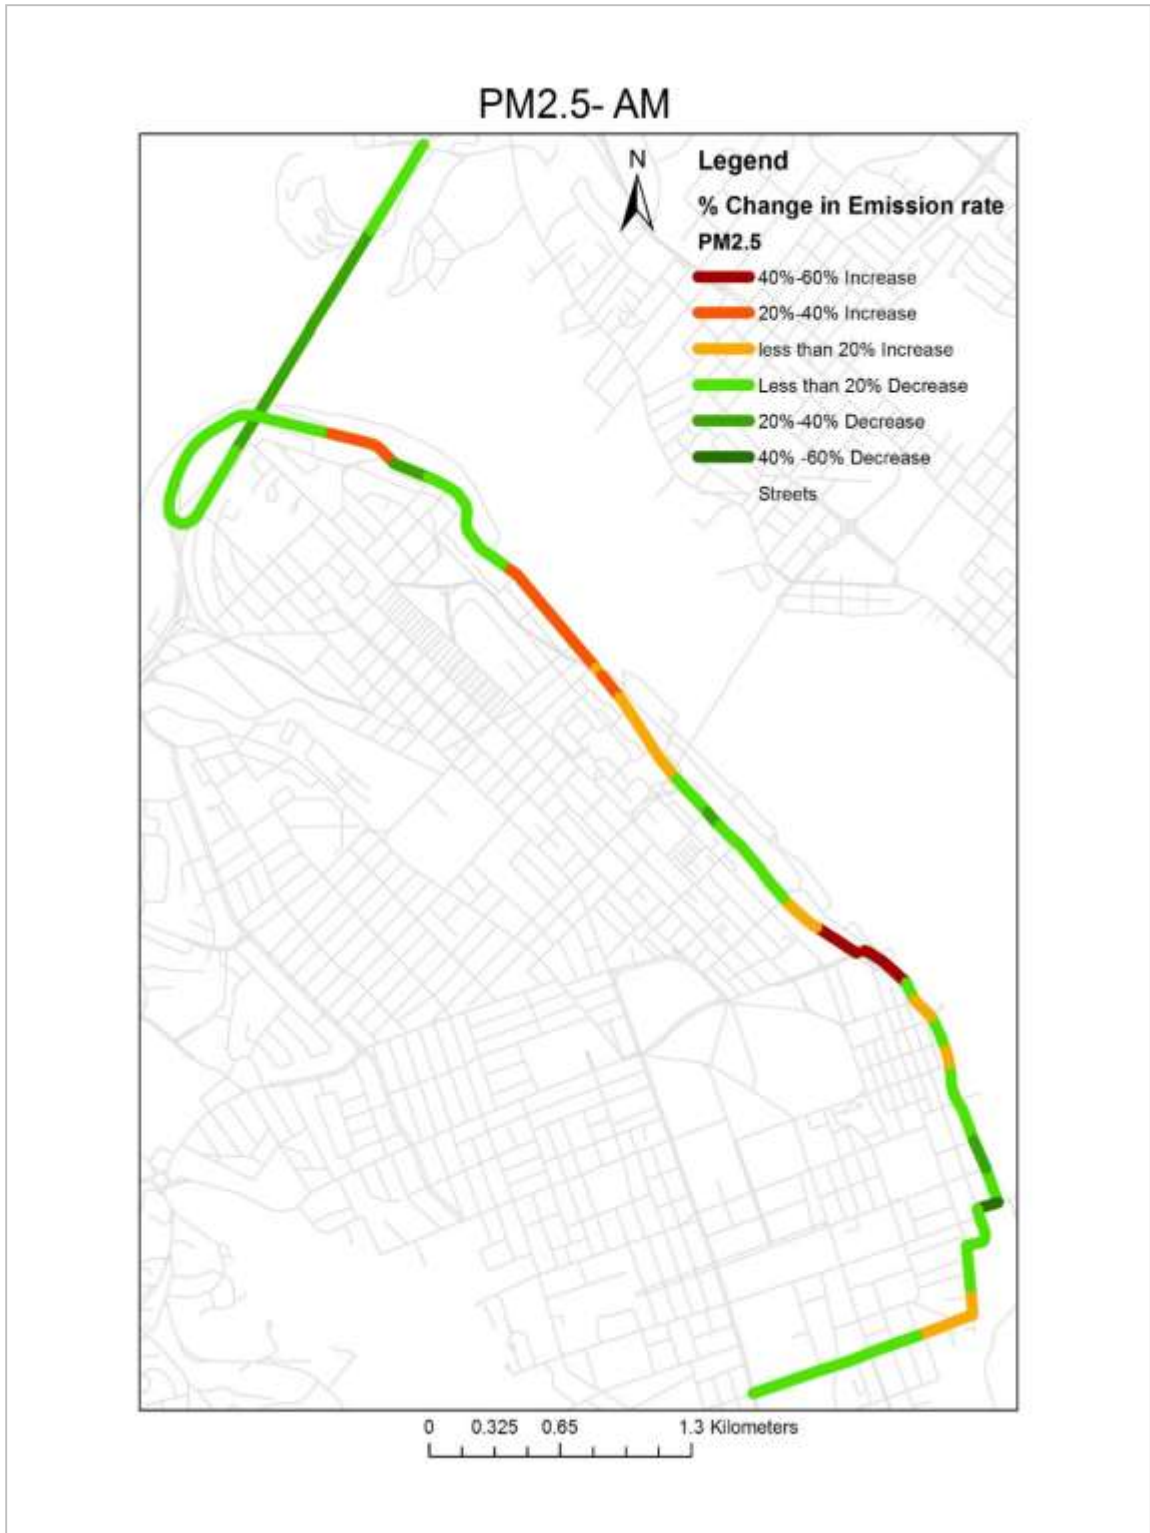 PM2.5- AM
N
Legend
% Change in Emission rate
PM2.5
40%-60% Increase
20%-40% Increase
less than 20% Increase
Less than 20% Decrease
20%-40% Decrease
40% -60% Decrease
Streets
0 0.325 0.65 1.3 Kilometers